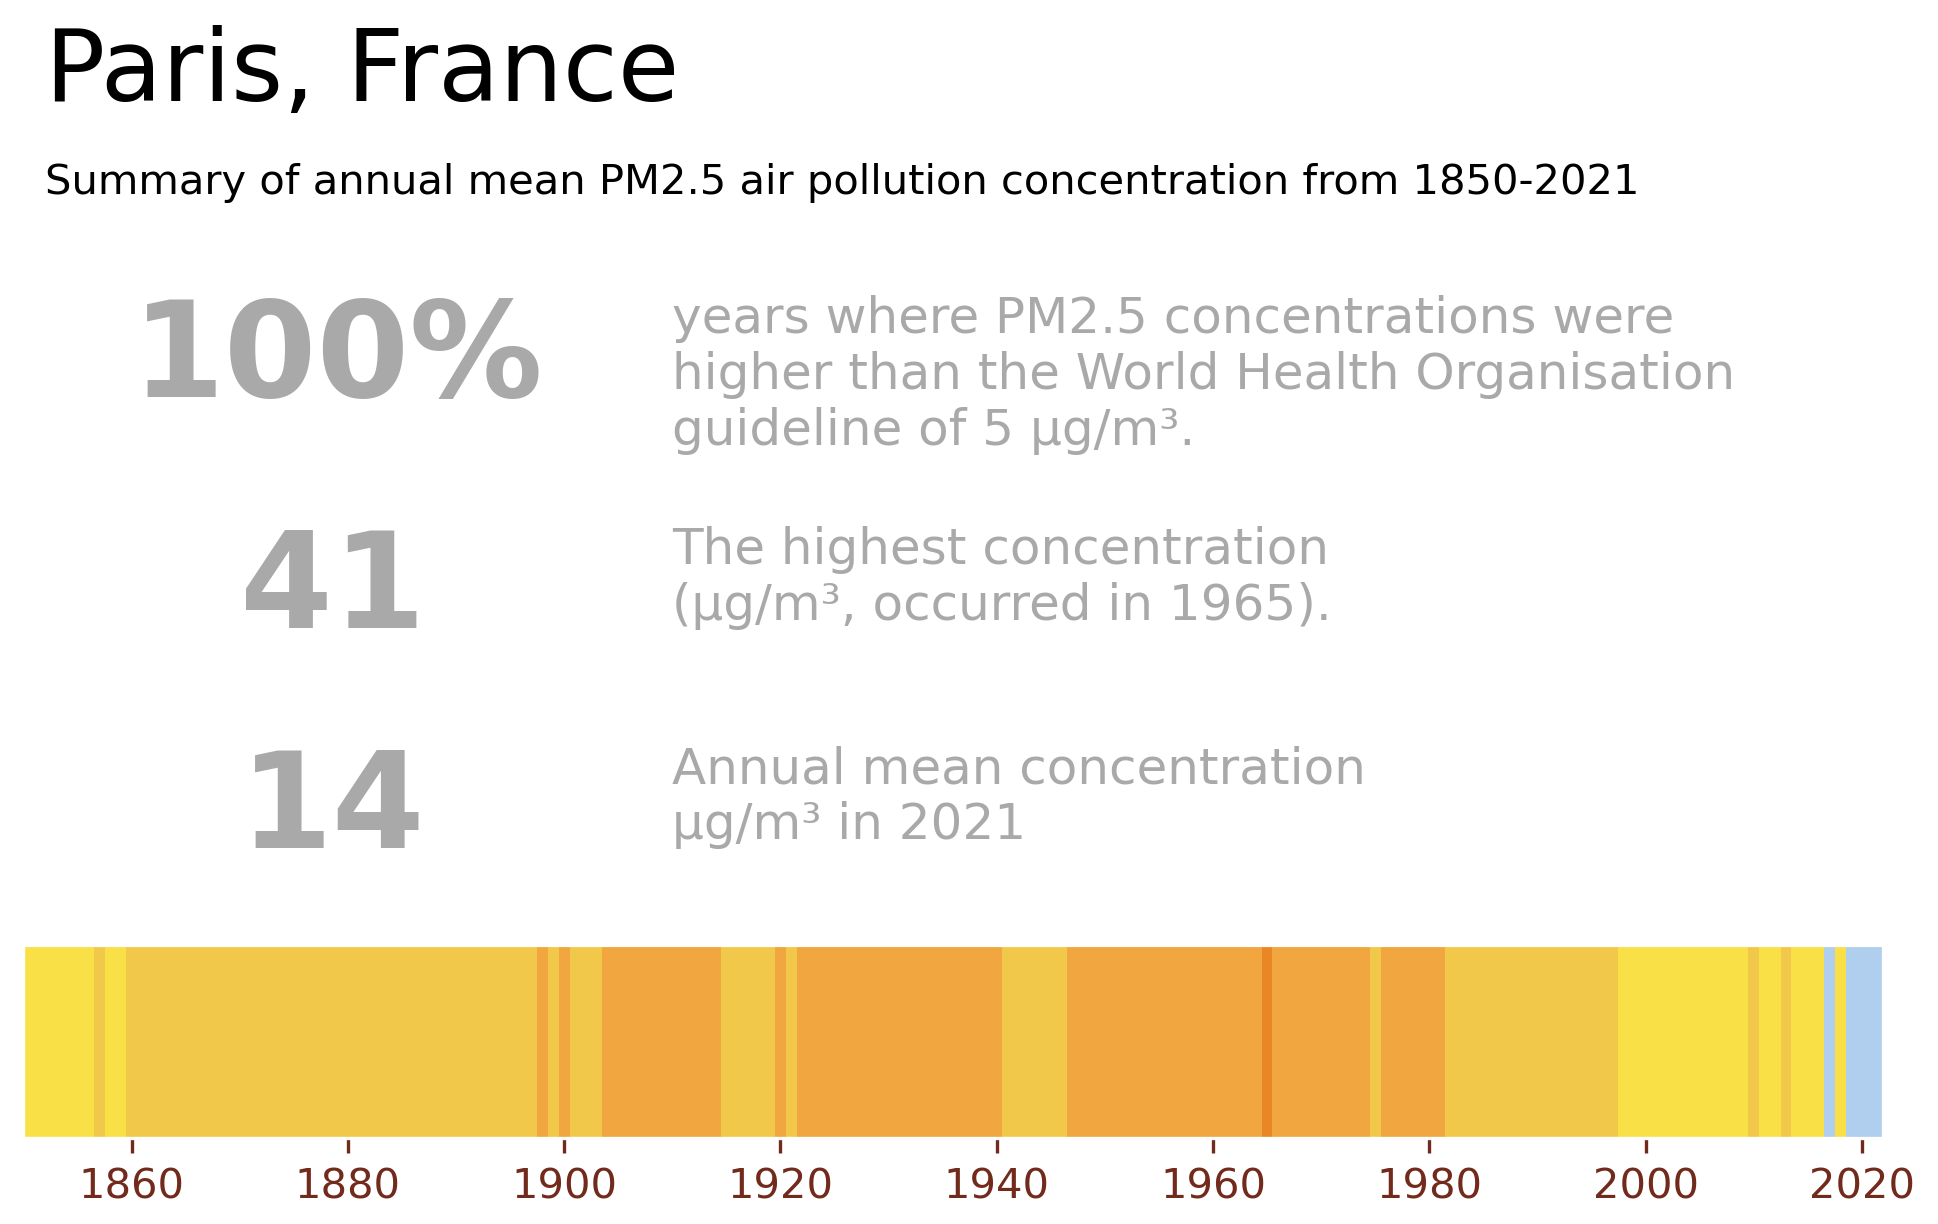 Paris, France
Summary of annual mean PM2.5 air pollution concentration from 1850-2021
100%
years where PM2.5 concentrations were
higher than the World Health Organisation
guideline of 5 µg/m³.
41
The highest concentration
(µg/m³, occurred in 1965).
14
Annual mean concentration
µg/m³ in 2021
1860 1880 1900 1920 1940 1960 1980 2000 2020